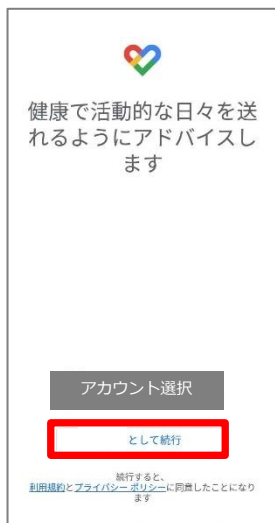 健康で活動的な日々を送
れるようにアドバイスし
ます
アカウント選択
として続行
続行すると、
利用規約とプライバシー ポリシーに同意したことになり
ます